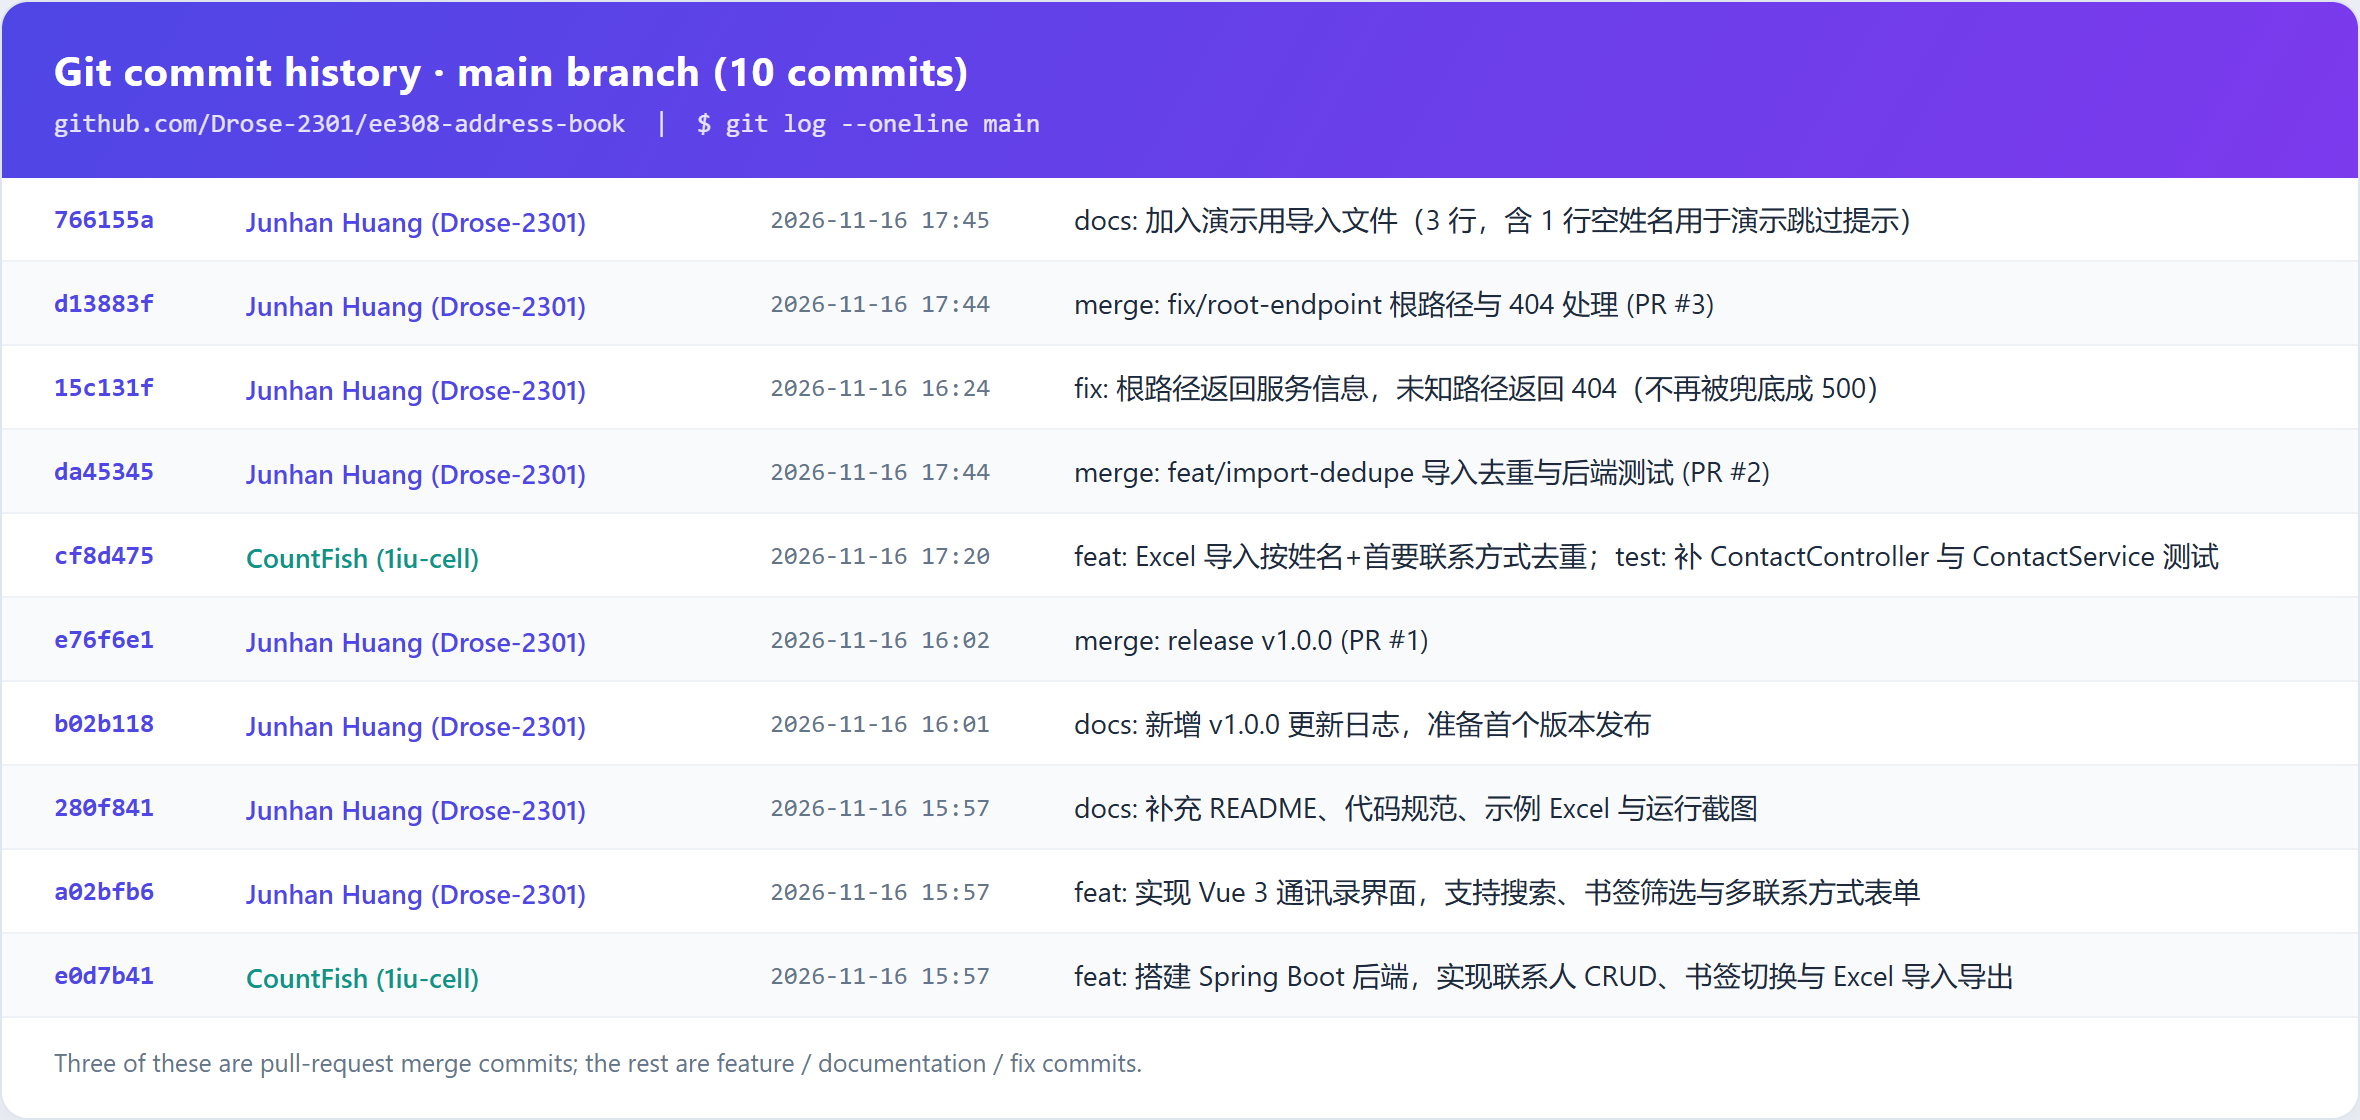 Git commit history · main branch (10 commits)
github.com/Drose-2301/ee308-address-book | $ git log --oneline main
766155a Junhan Huang (Drose-2301) 2026-11-16 17:45 docs: 加入演示用导入文件（3 行，含 1 行空姓名用于演示跳过提示）
d13883f Junhan Huang (Drose-2301) 2026-11-16 17:44 merge: fix/root-endpoint 根路径与 404 处理 (PR #3)
15c131f Junhan Huang (Drose-2301) 2026-11-16 16:24 fix: 根路径返回服务信息，未知路径返回 404（不再被兜底成 500）
da45345 Junhan Huang (Drose-2301) 2026-11-16 17:44 merge: feat/import-dedupe 导入去重与后端测试 (PR #2)
cf8d475 CountFish (1iu-cell) 2026-11-16 17:20 feat: Excel 导入按姓名+首要联系方式去重；test: 补 ContactController 与 ContactService 测试
e76f6e1 Junhan Huang (Drose-2301) 2026-11-16 16:02 merge: release v1.0.0 (PR #1)
b02b118 Junhan Huang (Drose-2301) 2026-11-16 16:01 docs: 新增 v1.0.0 更新日志，准备首个版本发布
280f841 Junhan Huang (Drose-2301) 2026-11-16 15:57 docs: 补充 README、代码规范、示例 Excel 与运行截图
a02bfb6 Junhan Huang (Drose-2301) 2026-11-16 15:57 feat: 实现 Vue 3 通讯录界面，支持搜索、书签筛选与多联系方式表单
e0d7b41 CountFish (1iu-cell) 2026-11-16 15:57 feat: 搭建 Spring Boot 后端，实现联系人 CRUD、书签切换与 Excel 导入导出
Three of these are pull-request merge commits; the rest are feature / documentation / fix commits.